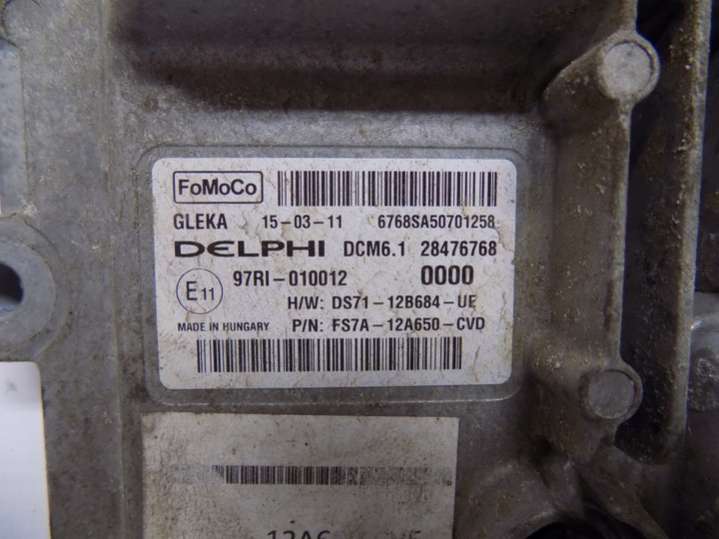 FoMoCo
GLEKA 15-03-11 6768SA50701258
DELPHI DCM6.1 28476768
E11 97RI-010012 0000
H/W: DS71-12B684-UE
MADE IN HUNGARY P/N: FS7A-12A650-CVD